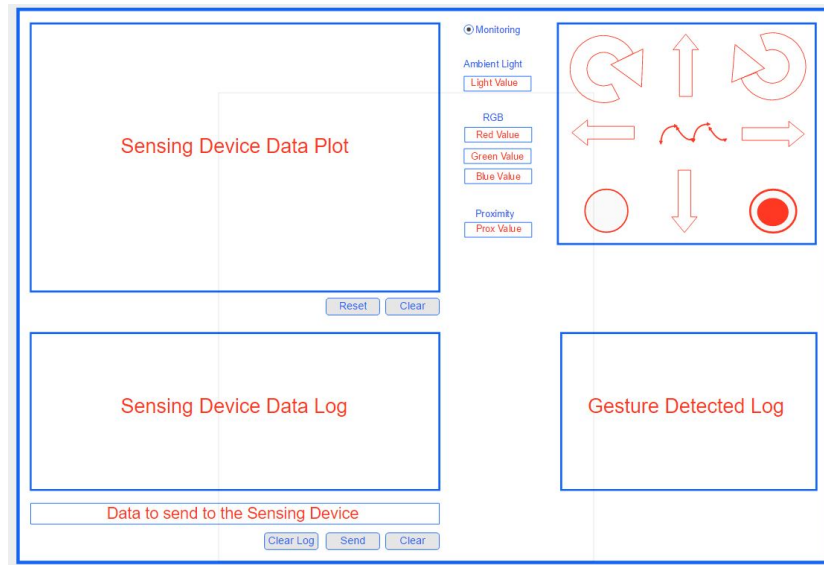 Monitoring
Ambient Light
Light Value
Sensing Device Data Plot
RGB
Red Value
Green Value
Blue Value
Proximity
Prox Value
Reset
Clear
Sensing Device Data Log
Gesture Detected Log
Data to send to the Sensing Device
Clear Log
Send
Clear